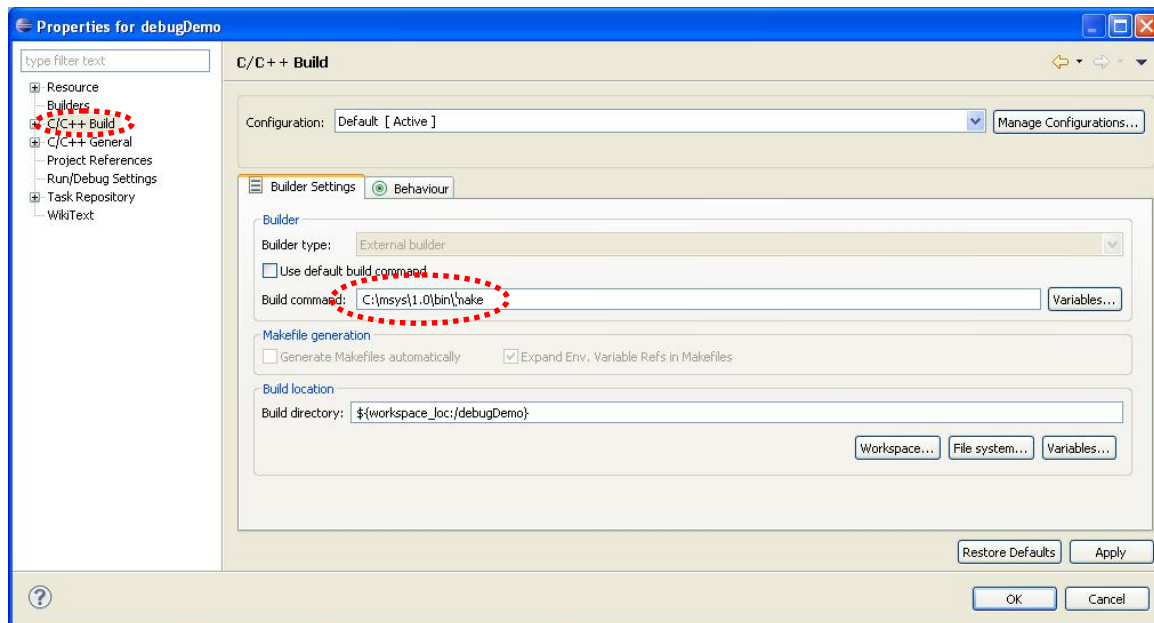 Properties for debugDemo
type filter text
Resource
Builders
C/C++ Build
C/C++ General
Project References
Run/Debug Settings
Task Repository
WikiText
C/C++ Build
Configuration: Default [ Active ] Manage Configurations...
Builder Settings Behaviour
Builder
Builder type: External builder
Use default build command
Build command: C:\msys\1.0\bin\make Variables...
Makefile generation
Generate Makefiles automatically Expand Env. Variable Refs in Makefiles
Build location
Build directory: ${workspace_loc:/debugDemo}
Workspace... File system... Variables...
Restore Defaults Apply
? OK Cancel